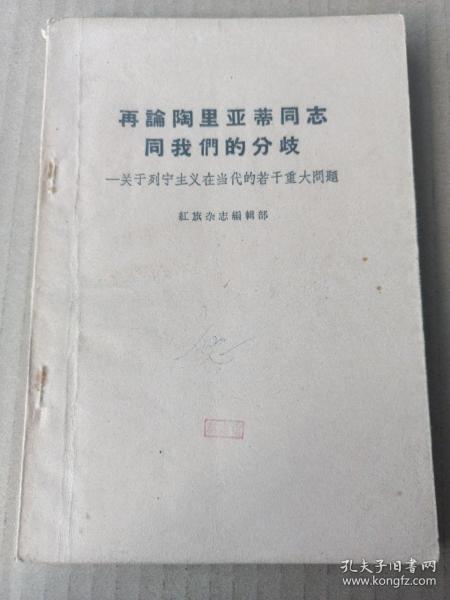 再論陶里亚蒂同志
同我們的分歧
—关于列宁主义在当代的若干重大問題
紅旗杂志編輯部
孔夫子旧书网
www.kongfz.com